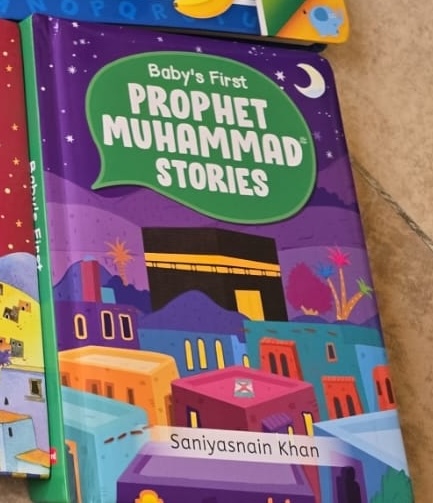 N O P Q R
Baby's First
PROPHET
MUHAMMAD
STORIES
Saniyasnain Khan
Baby's First